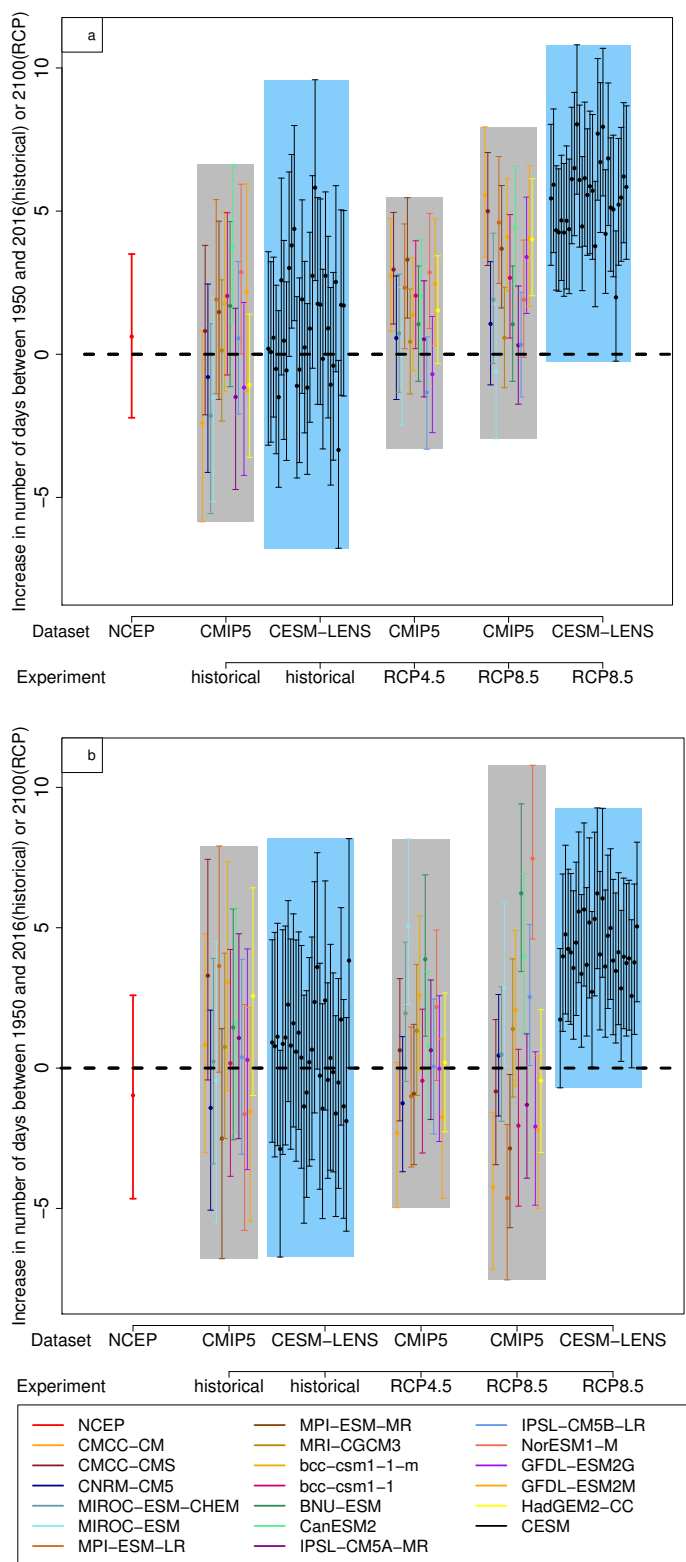 a
Increase in number of days between 1950 and 2016(historical) or 2100(RCP)
10
5
0
−5
Dataset NCEP CMIP5 CESM−LENS CMIP5 CMIP5 CESM−LENS
Experiment historical historical RCP4.5 RCP8.5 RCP8.5
b
Increase in number of days between 1950 and 2016(historical) or 2100(RCP)
10
5
0
−5
Dataset NCEP CMIP5 CESM−LENS CMIP5 CMIP5 CESM−LENS
Experiment historical historical RCP4.5 RCP8.5 RCP8.5
NCEP MPI−ESM−MR IPSL−CM5B−LR
CMCC−CM MRI−CGCM3 NorESM1−M
CMCC−CMS bcc−csm1−1−m GFDL−ESM2G
CNRM−CM5 bcc−csm1−1 GFDL−ESM2M
MIROC−ESM−CHEM BNU−ESM HadGEM2−CC
MIROC−ESM CanESM2 CESM
MPI−ESM−LR IPSL−CM5A−MR